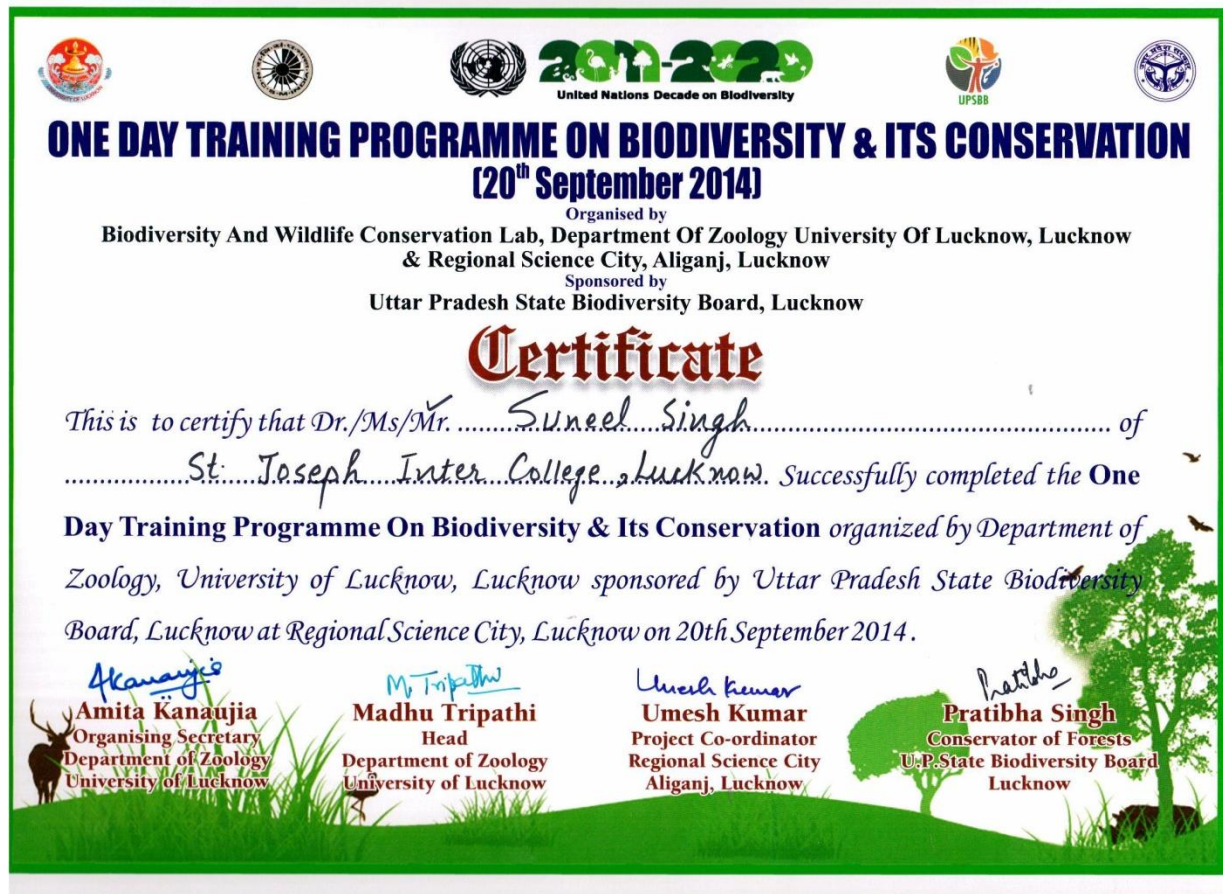 2011-2020
United Nations Decade on Biodiversity
UPSBB
ONE DAY TRAINING PROGRAMME ON BIODIVERSITY & ITS CONSERVATION
(20th September 2014)
Organised by
Biodiversity And Wildlife Conservation Lab, Department Of Zoology University Of Lucknow, Lucknow
& Regional Science City, Aliganj, Lucknow
Sponsored by
Uttar Pradesh State Biodiversity Board, Lucknow
Certificate
This is to certify that Dr./Ms/Mr. Suneel Singh of
St. Joseph Inter College, Lucknow. Successfully completed the One
Day Training Programme On Biodiversity & Its Conservation organized by Department of
Zoology, University of Lucknow, Lucknow sponsored by Uttar Pradesh State Biodiversity
Board, Lucknow at Regional Science City, Lucknow on 20th September 2014.
AKanaujia
Amita Kanaujia
Organising Secretary
Department of Zoology
University of Lucknow
M. Tripathi
Madhu Tripathi
Head
Department of Zoology
University of Lucknow
Umesh Kumar
Umesh Kumar
Project Co-ordinator
Regional Science City
Aliganj, Lucknow
Pratibha
Pratibha Singh
Conservator of Forests
U.P.State Biodiversity Board
Lucknow